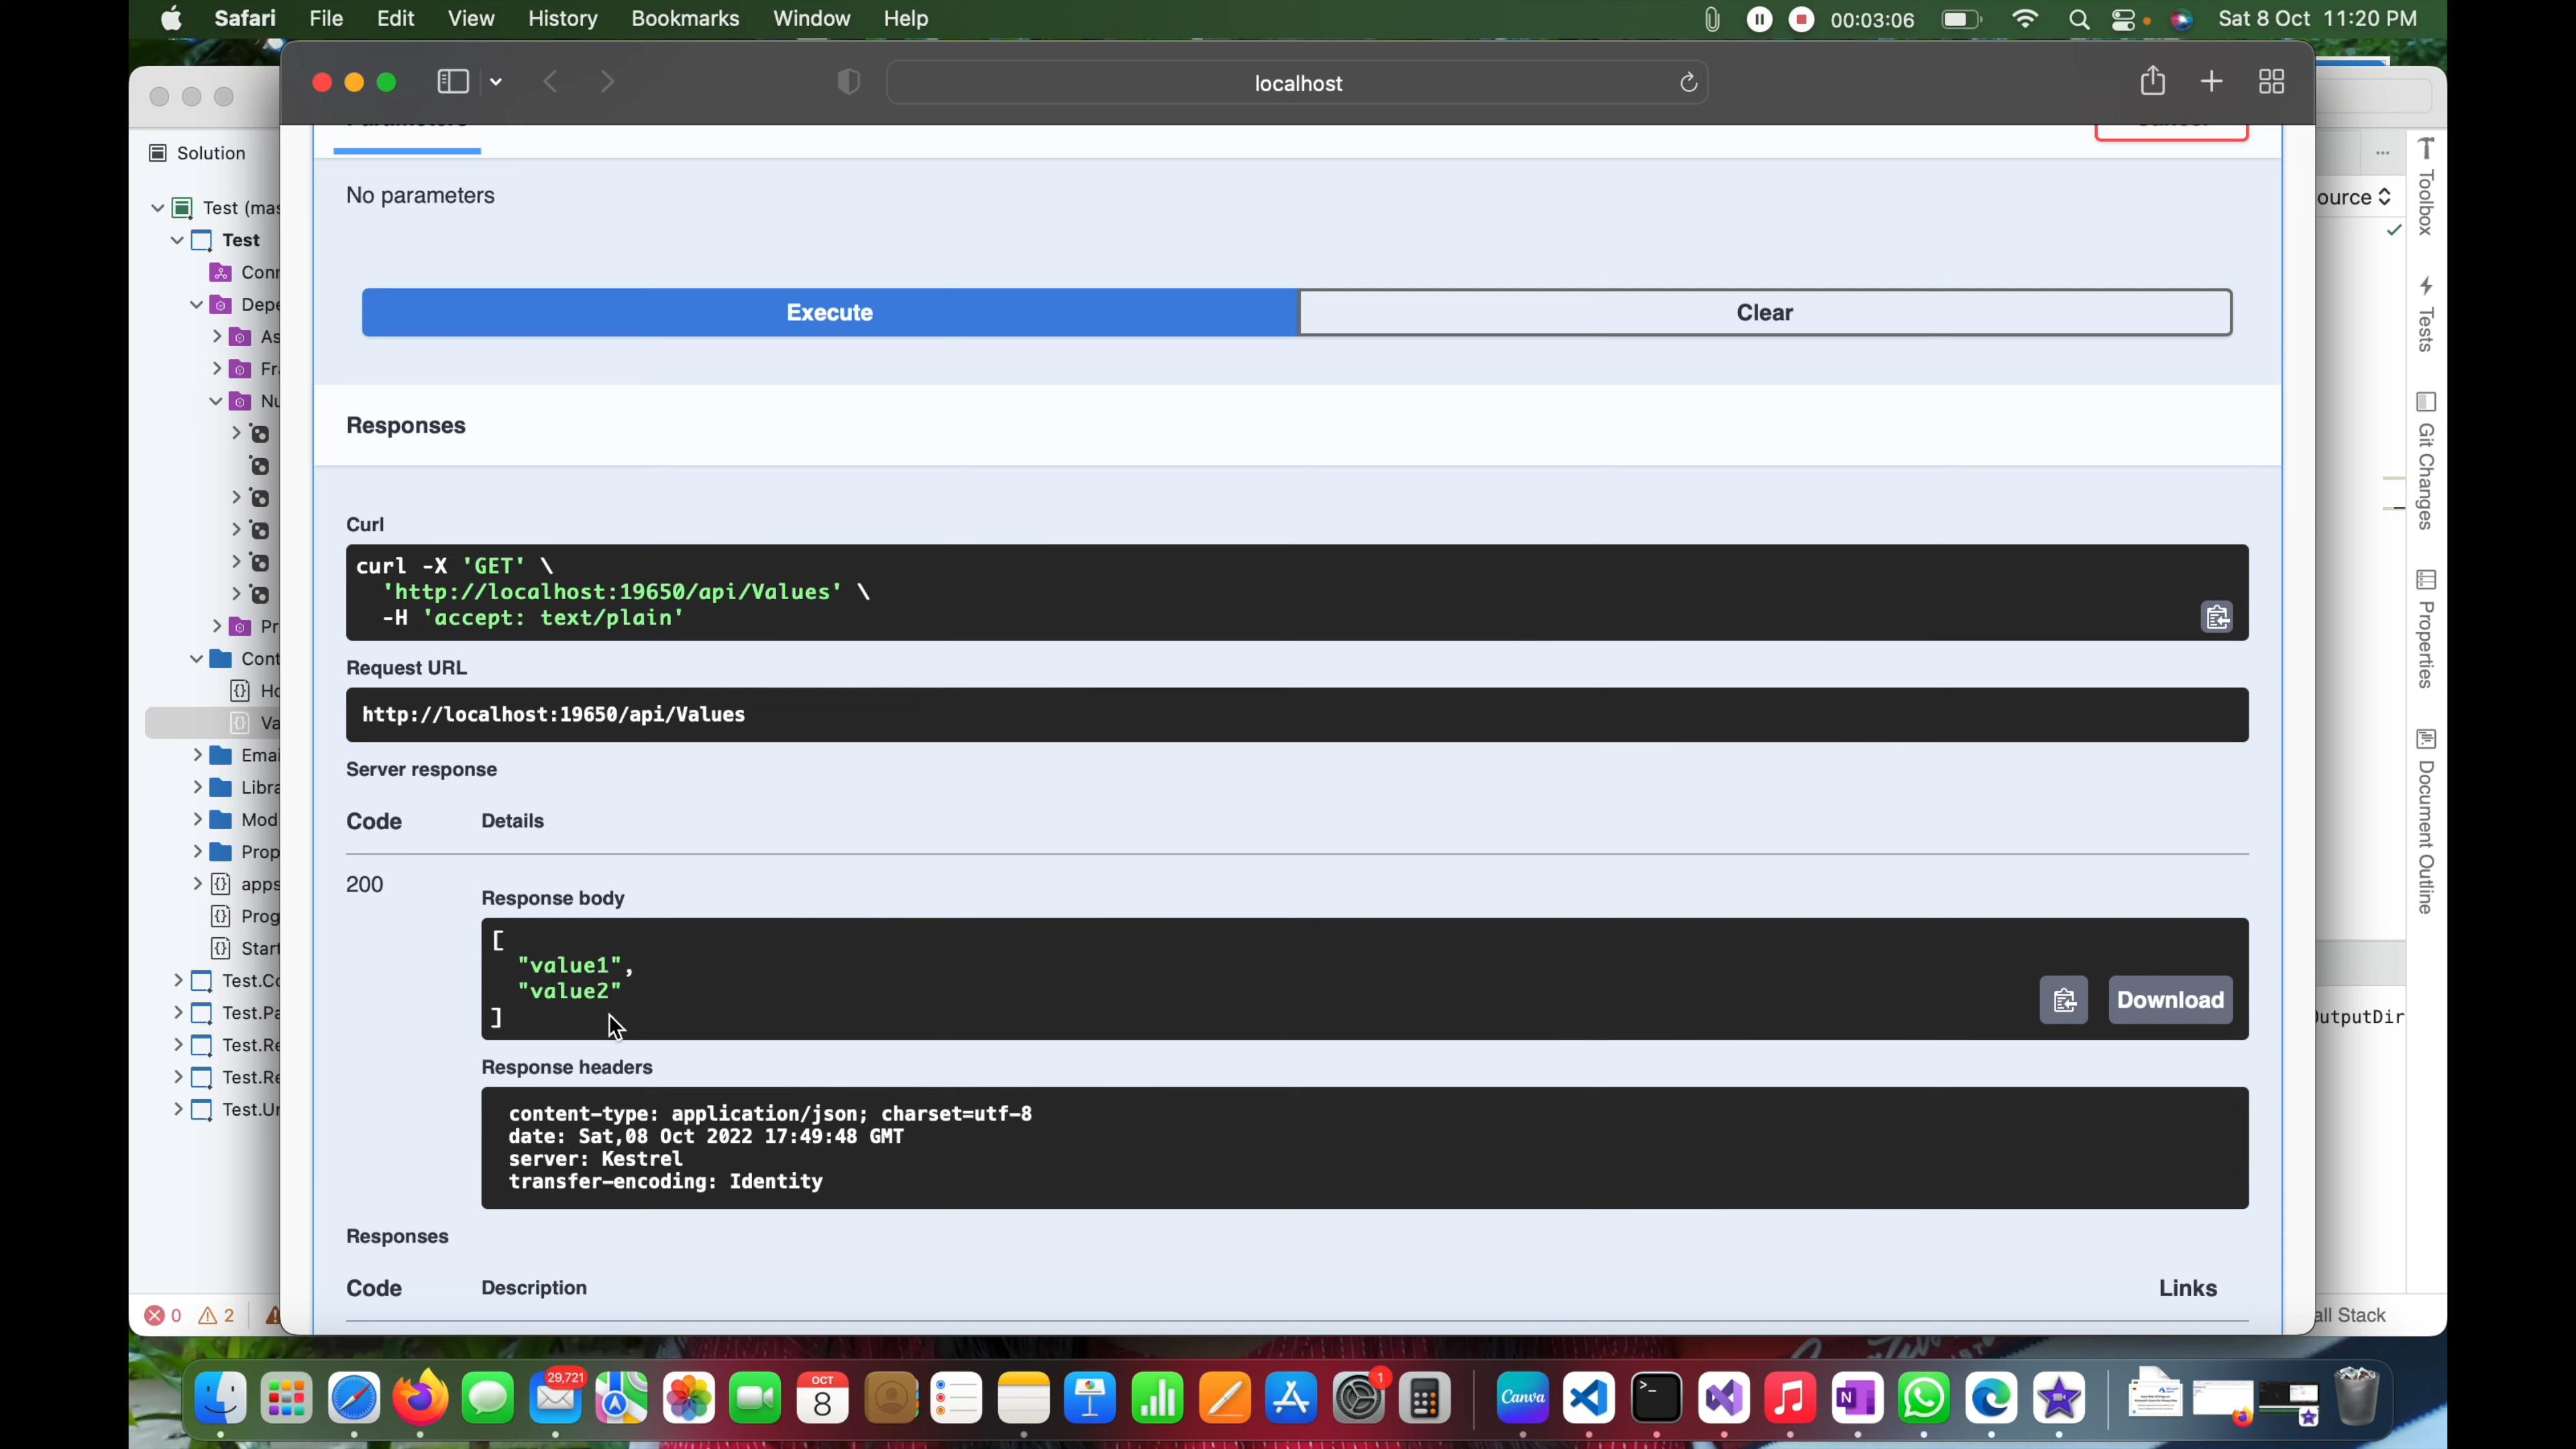 Safari File Edit View History Bookmarks Window Help 00:03:06 Sat 8 Oct 11:20 PM
localhost
Solution
Test
No parameters
Execute Clear
Responses
Curl
curl -X 'GET' \
'http://localhost:19650/api/Values' \
-H 'accept: text/plain'
Request URL
http://localhost:19650/api/Values
Server response
Code Details
200
Response body
[
"value1",
"value2"
]
Download
Response headers
content-type: application/json; charset=utf-8
date: Sat,08 Oct 2022 17:49:48 GMT
server: Kestrel
transfer-encoding: Identity
Responses
Code Description Links
Toolbox
Tests
Git Changes
Properties
Document Outline
0 2
29,721
OCT
8
1
Canva